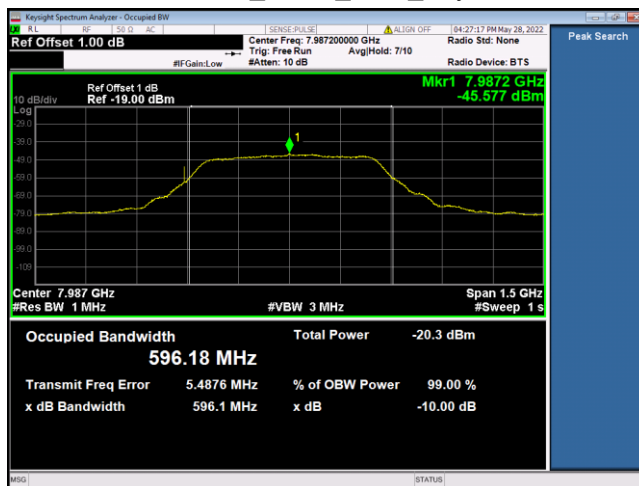 Keysight Spectrum Analyzer - Occupied BW
RL RF 50 Ω AC SENSE:PULSE ALIGN OFF 04:27:17 PM May 28, 2022
Ref Offset 1.00 dB
Center Freq: 7.987200000 GHz
Radio Std: None
Trig: Free Run Avg|Hold: 7/10
#IFGain:Low #Atten: 10 dB Radio Device: BTS
Peak Search
Ref Offset 1 dB
Mkr1 7.9872 GHz
10 dB/div Ref -19.00 dBm
-45.577 dBm
Log
-29.0
-39.0
1
-49.0
-59.0
-69.0
-79.0
-89.0
-99.0
-109
Center 7.987 GHz Span 1.5 GHz
#Res BW 1 MHz #VBW 3 MHz #Sweep 1 s
Occupied Bandwidth Total Power -20.3 dBm
596.18 MHz
Transmit Freq Error 5.4876 MHz % of OBW Power 99.00 %
x dB Bandwidth 596.1 MHz x dB -10.00 dB
MSG STATUS